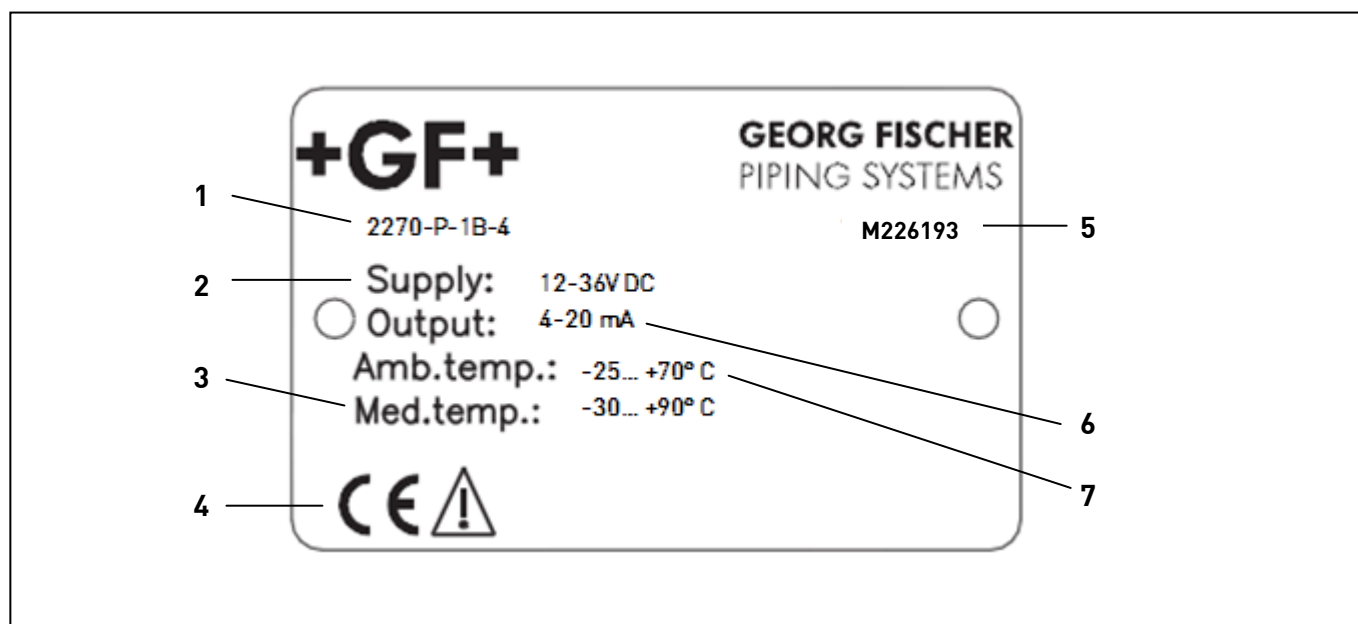 +GF+
GEORG FISCHER
PIPING SYSTEMS
1
2270-P-1B-4
M226193
5
2
Supply: 12-36V DC
Output: 4-20 mA
3
Amb.temp.: -25... +70° C
Med.temp.: -30... +90° C
6
7
4
CE